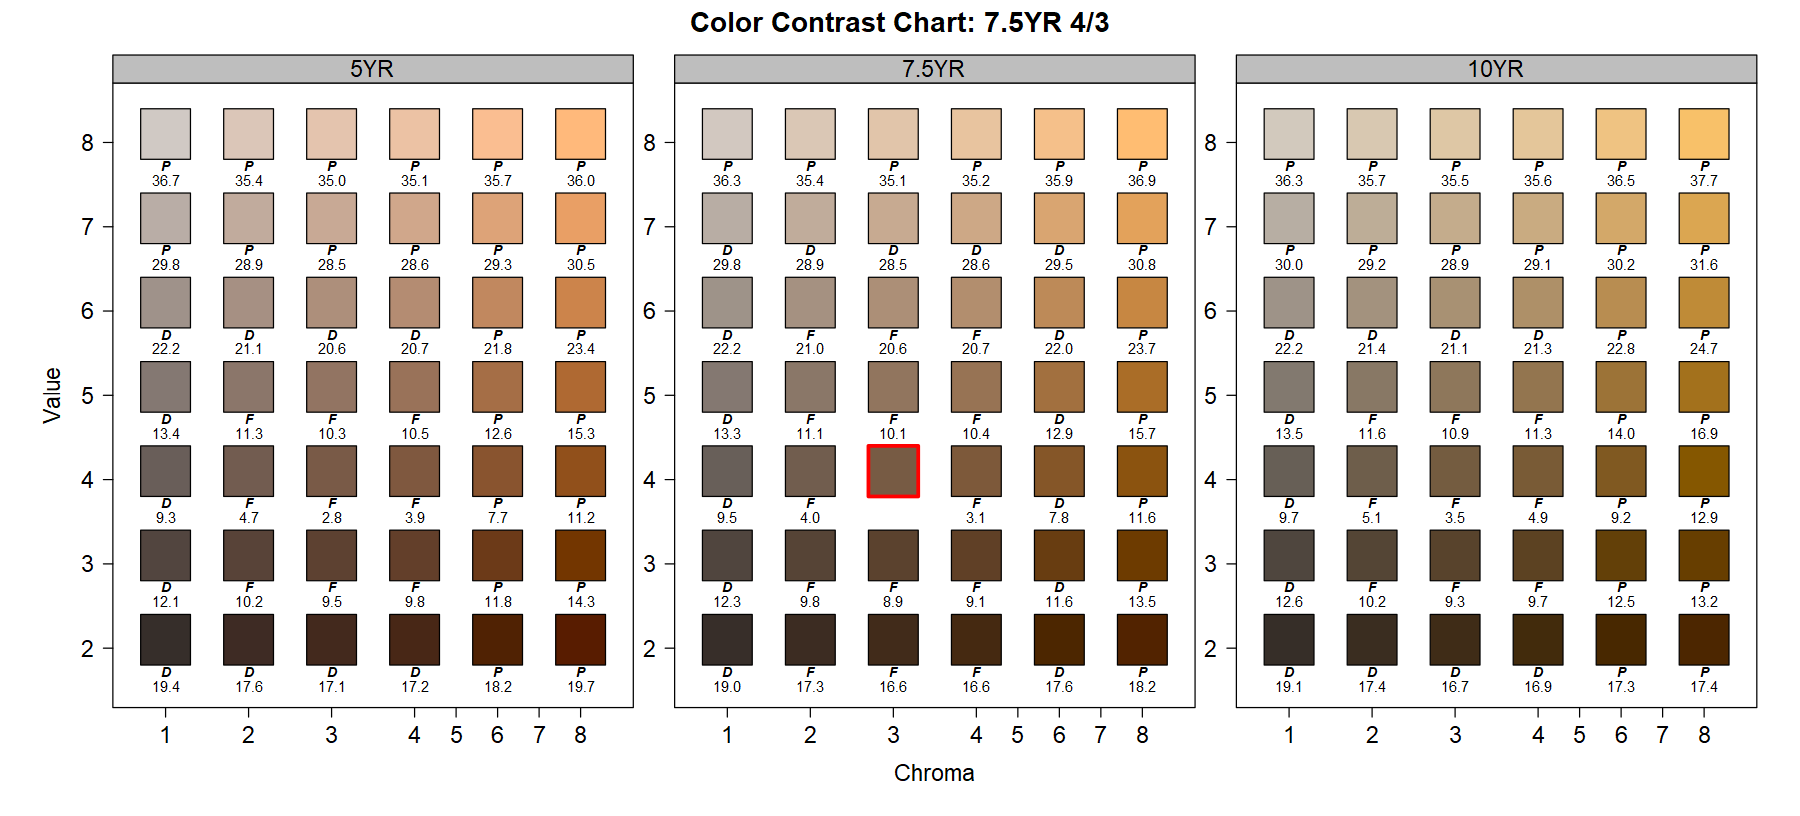 Color Contrast Chart: 7.5YR 4/3
5YR 7.5YR 10YR
8 P P P P P P 8 P P P P P P 8 P P P P P P
36.7 35.4 35.0 35.1 35.7 36.0 36.3 35.4 35.1 35.2 35.9 36.9 36.3 35.7 35.5 35.6 36.5 37.7
7 P P P P P P 7 D D D D D P 7 P P P P P P
29.8 28.9 28.5 28.6 29.3 30.5 29.8 28.9 28.5 28.6 29.5 30.8 30.0 29.2 28.9 29.1 30.2 31.6
6 D D D D P P 6 D F F F D P 6 D D D D P P
22.2 21.1 20.6 20.7 21.8 23.4 22.2 21.0 20.6 20.7 22.0 23.7 22.2 21.4 21.1 21.3 22.8 24.7
5 D F F F P P 5 D F F F D P 5 D F F F P P
13.4 11.3 10.3 10.5 12.6 15.3 13.3 11.1 10.1 10.4 12.9 15.7 13.5 11.6 10.9 11.3 14.0 16.9
4 D F F F P P 4 D F F D P 4 D F F F P P
9.3 4.7 2.8 3.9 7.7 11.2 9.5 4.0 3.1 7.8 11.6 9.7 5.1 3.5 4.9 9.2 12.9
3 D F F F P P 3 D F F F D P 3 D F F F P P
12.1 10.2 9.5 9.8 11.8 14.3 12.3 9.8 8.9 9.1 11.6 13.5 12.6 10.2 9.3 9.7 12.5 13.2
2 D D D D P P 2 D F F F D P 2 D D D D P P
19.4 17.6 17.1 17.2 18.2 19.7 19.0 17.3 16.6 16.6 17.6 18.2 19.1 17.4 16.7 16.9 17.3 17.4
1 2 3 4 5 6 7 8 1 2 3 4 5 6 7 8 1 2 3 4 5 6 7 8
Value
Chroma